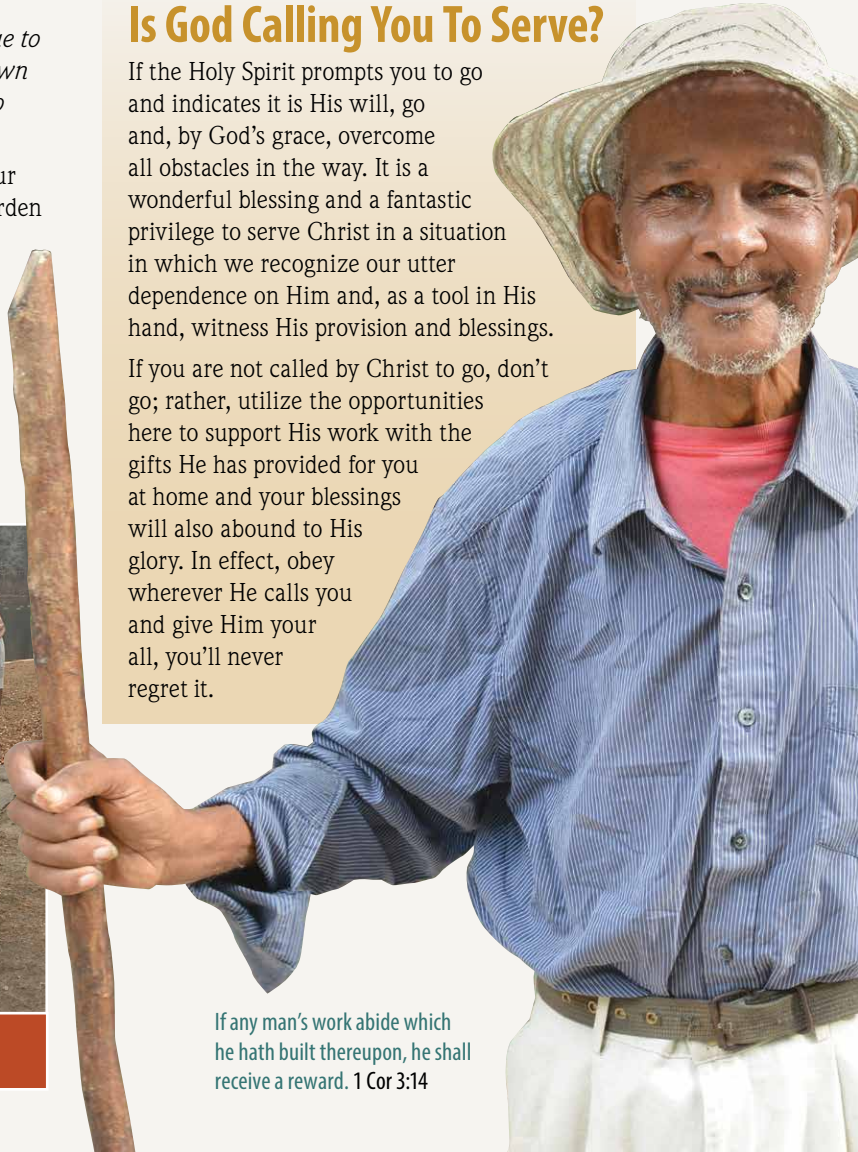 ue to
wn
o
ur
rden
Is God Calling You To Serve?
If the Holy Spirit prompts you to go
and indicates it is His will, go
and, by God’s grace, overcome
all obstacles in the way. It is a
wonderful blessing and a fantastic
privilege to serve Christ in a situation
in which we recognize our utter
dependence on Him and, as a tool in His
hand, witness His provision and blessings.
If you are not called by Christ to go, don’t
go; rather, utilize the opportunities
here to support His work with the
gifts He has provided for you
at home and your blessings
will also abound to His
glory. In effect, obey
wherever He calls you
and give Him your
all, you’ll never
regret it.
If any man’s work abide which
he hath built thereupon, he shall
receive a reward. 1 Cor 3:14